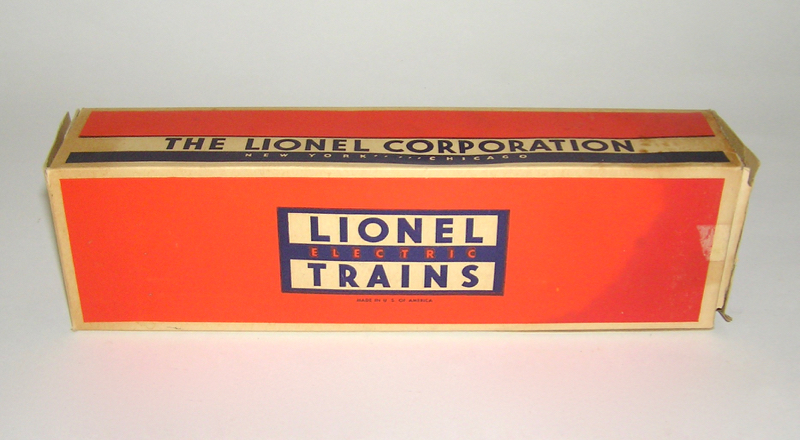 THE LIONEL CORPORATION
NEW YORK · · · · · CHICAGO
LIONEL
ELECTRIC
TRAINS
MADE IN U. S. OF AMERICA